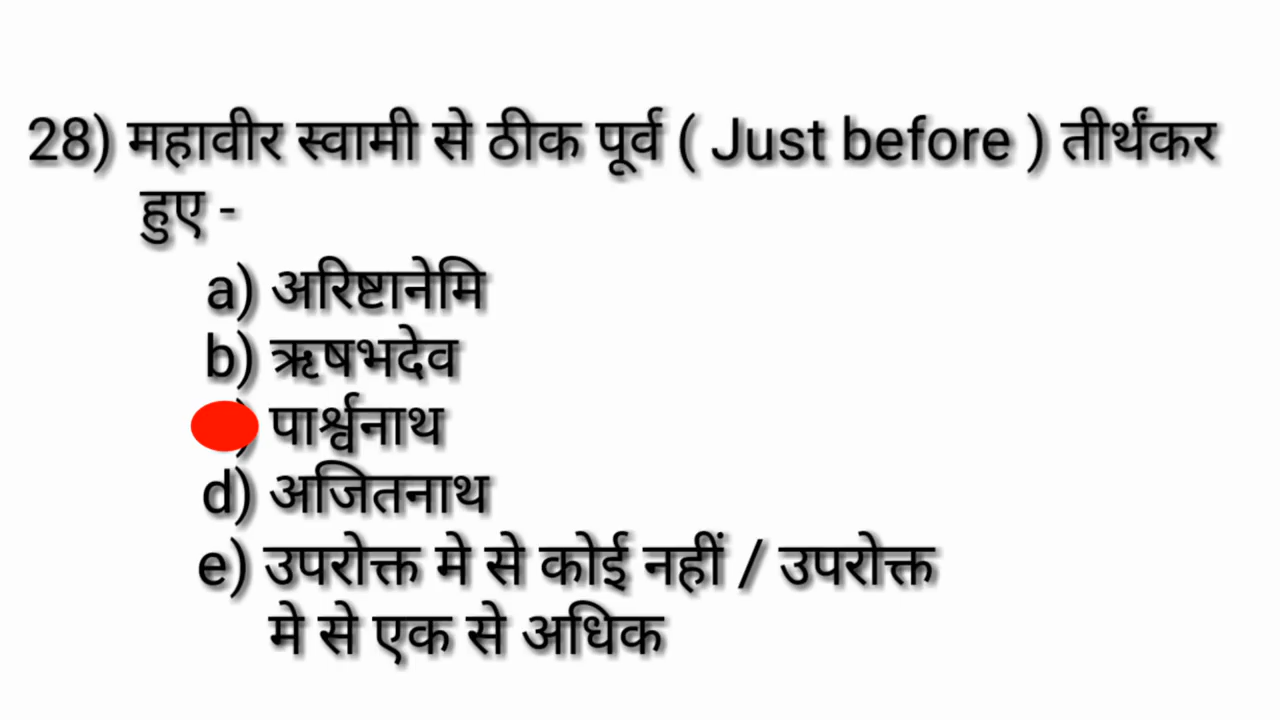 28) महावीर स्वामी से ठीक पूर्व ( Just before ) तीर्थंकर
हुए -
a) अरिष्टानेमि
b) ऋषभदेव
) पार्श्वनाथ
d) अजितनाथ
e) उपरोक्त मे से कोई नहीं / उपरोक्त
मे से एक से अधिक